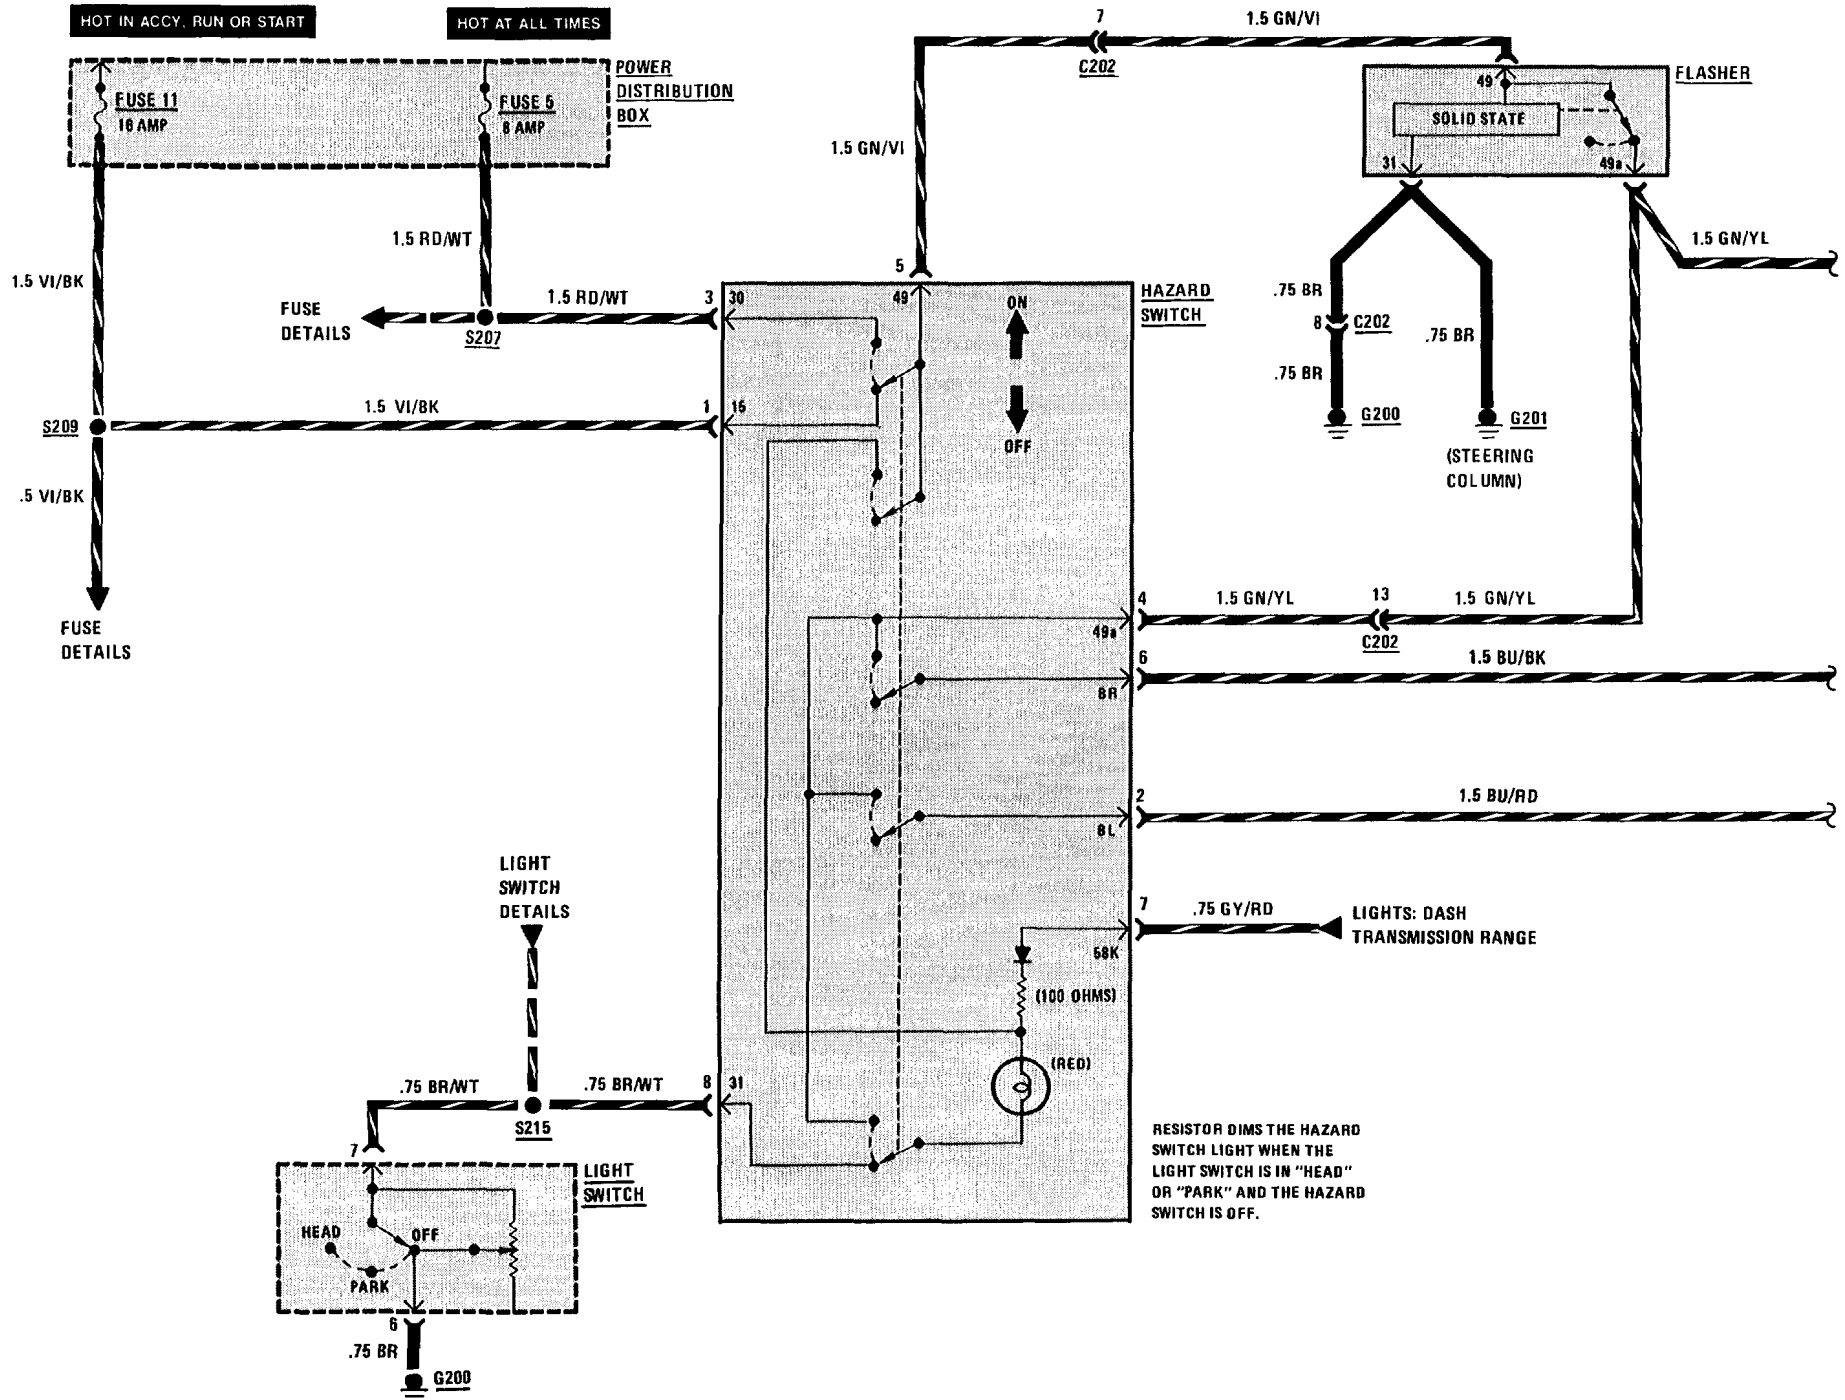 HOT IN ACCY, RUN OR START
HOT AT ALL TIMES
POWER
DISTRIBUTION
BOX
FUSE 11
16 AMP
FUSE 5
8 AMP
7
1.5 GN/VI
C202
FLASHER
49
SOLID STATE
31
49a
1.5 GN/VI
1.5 RD/WT
1.5 GN/YL
1.5 VI/BK
5
FUSE
DETAILS
1.5 RD/WT
S207
3
30
49
ON
OFF
HAZARD
SWITCH
.75 BR
8
C202
.75 BR
.75 BR
G200
G201
(STEERING
COLUMN)
S209
1.5 VI/BK
1
15
.5 VI/BK
FUSE
DETAILS
4
49a
1.5 GN/YL
13
C202
1.5 GN/YL
6
BR
1.5 BU/BK
2
BL
1.5 BU/RD
LIGHT
SWITCH
DETAILS
7
58K
.75 GY/RD
LIGHTS: DASH
TRANSMISSION RANGE
(100 OHMS)
(RED)
.75 BR/WT
S215
.75 BR/WT
8
31
RESISTOR DIMS THE HAZARD
SWITCH LIGHT WHEN THE
LIGHT SWITCH IS IN "HEAD"
OR "PARK" AND THE HAZARD
SWITCH IS OFF.
7
LIGHT
SWITCH
HEAD
OFF
PARK
6
.75 BR
G200